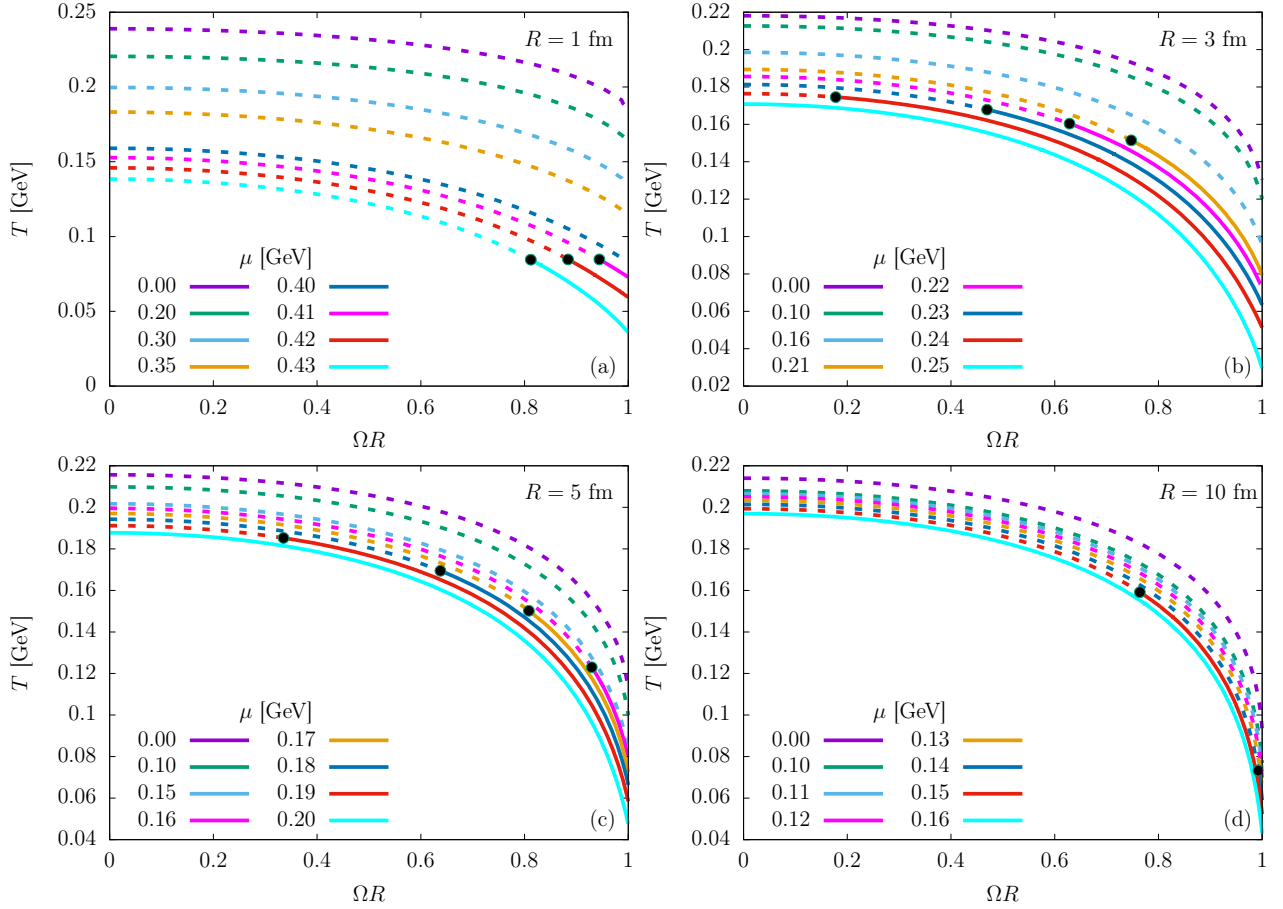 0.25
0.2
0.15
0.1
0.05
0
T [GeV]
R = 1 fm
μ [GeV]
0.00 0.40
0.20 0.41
0.30 0.42
0.35 0.43
(a)
0 0.2 0.4 0.6 0.8 1
ΩR
0.22
0.2
0.18
0.16
0.14
0.12
0.1
0.08
0.06
0.04
0.02
T [GeV]
R = 3 fm
μ [GeV]
0.00 0.22
0.10 0.23
0.16 0.24
0.21 0.25
(b)
0 0.2 0.4 0.6 0.8 1
ΩR
0.22
0.2
0.18
0.16
0.14
0.12
0.1
0.08
0.06
0.04
T [GeV]
R = 5 fm
μ [GeV]
0.00 0.17
0.10 0.18
0.15 0.19
0.16 0.20
(c)
0 0.2 0.4 0.6 0.8 1
ΩR
0.22
0.2
0.18
0.16
0.14
0.12
0.1
0.08
0.06
0.04
T [GeV]
R = 10 fm
μ [GeV]
0.00 0.13
0.10 0.14
0.11 0.15
0.12 0.16
(d)
0 0.2 0.4 0.6 0.8 1
ΩR